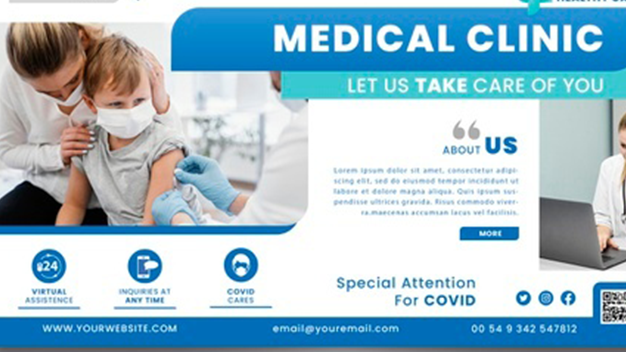 MEDICAL CLINIC
LET US TAKE CARE OF YOU
ABOUT US
Lorem ipsum dolor sit amet, consectetur adipi-
scing elit, sed do eiusmod tempor incididunt ut
labore et dolore magna aliqua. Quis ipsum sus-
pendisse ultrices gravida. Risus commodo viver-
ra.maecenas accumsan lacus vel facilisis.
MORE
24
VIRTUAL
ASSISTENCE
INQUIRIES AT
ANY TIME
COVID
CARES
Special Attention
For COVID
WWW.YOURWEBSITE.COM
email@youremail.com
00 54 9 342 547812